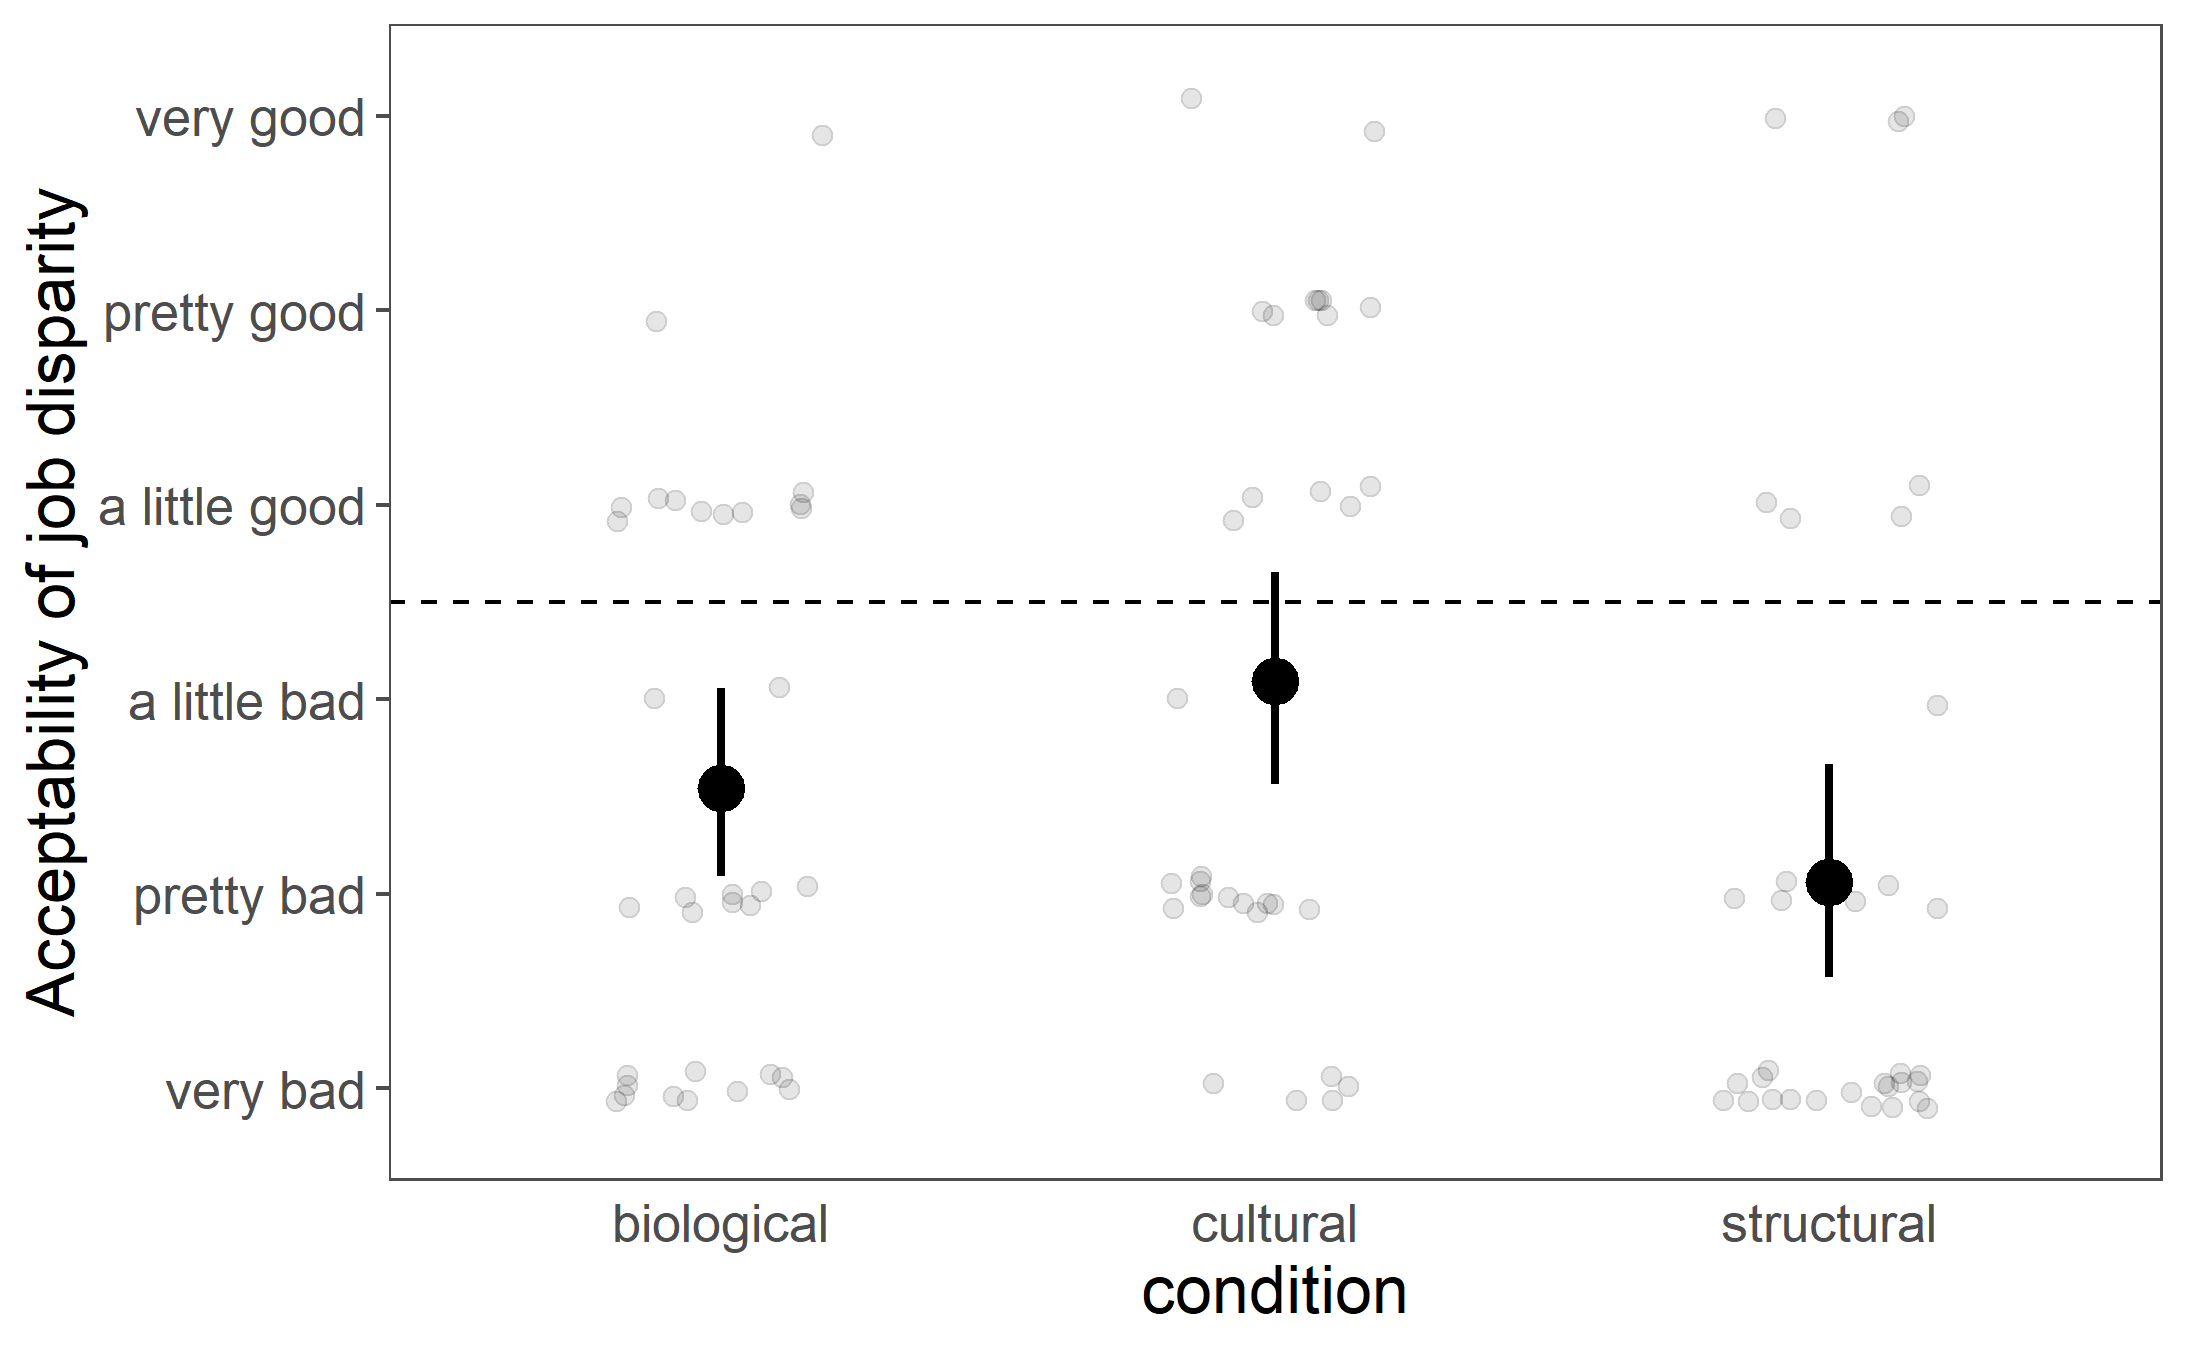 Acceptability of job disparity
very good
pretty good
a little good
a little bad
pretty bad
very bad
biological
cultural
structural
condition